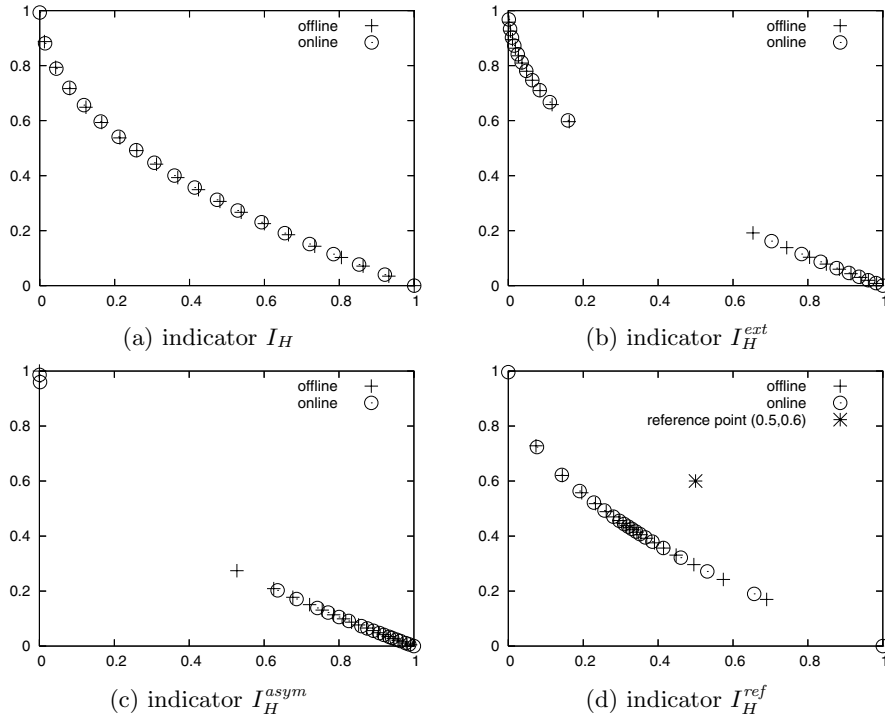 1
0.8
0.6
0.4
0.2
0
0 0.2 0.4 0.6 0.8 1
offline
online
(a) indicator I_H
1
0.8
0.6
0.4
0.2
0
0 0.2 0.4 0.6 0.8 1
offline
online
(b) indicator I_H^{ext}
1
0.8
0.6
0.4
0.2
0
0 0.2 0.4 0.6 0.8 1
offline
online
(c) indicator I_H^{asym}
1
0.8
0.6
0.4
0.2
0
0 0.2 0.4 0.6 0.8 1
offline
online
reference point (0.5,0.6)
(d) indicator I_H^{ref}